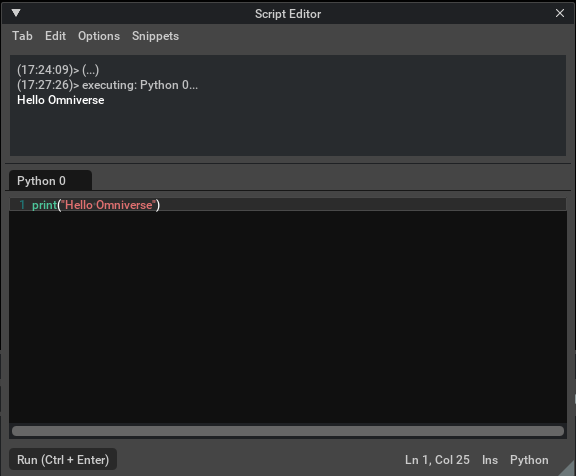 Script Editor
Tab Edit Options Snippets
(17:24:09)> (...)
(17:27:26)> executing: Python 0...
Hello Omniverse
Python 0
1 print("Hello Omniverse")
Run (Ctrl + Enter) Ln 1, Col 25 Ins Python